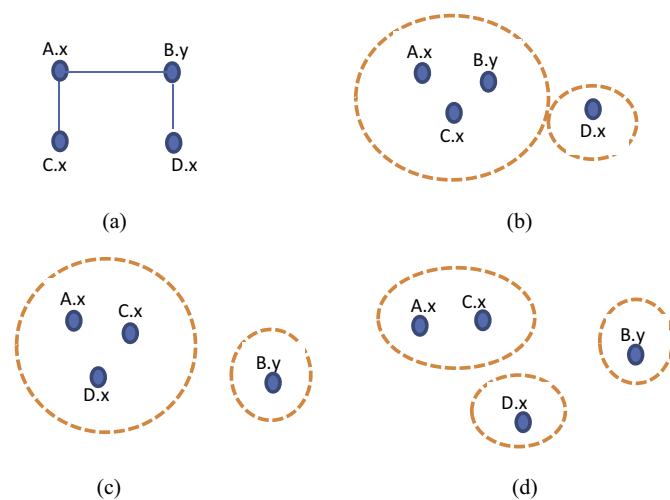 A.x B.y
C.x D.x
(a)
A.x B.y
C.x
D.x
(b)
A.x C.x
D.x
B.y
(c)
A.x C.x
B.y
D.x
(d)